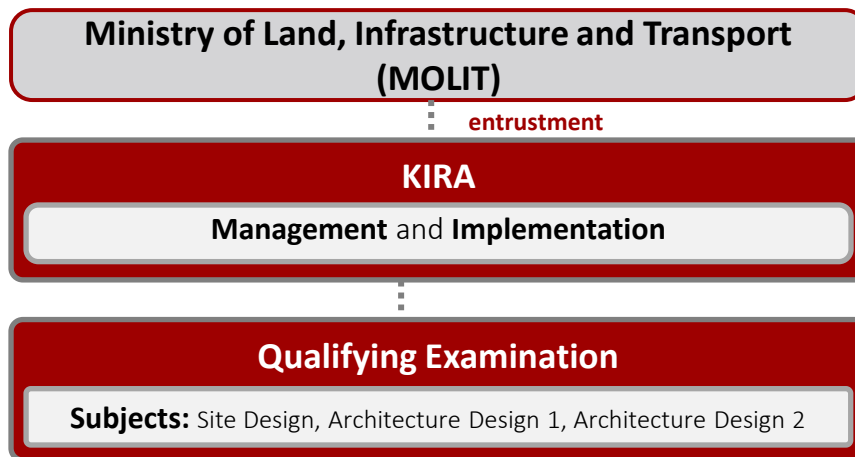 Ministry of Land, Infrastructure and Transport
(MOLIT)
entrustment
KIRA
Management and Implementation
Qualifying Examination
Subjects: Site Design, Architecture Design 1, Architecture Design 2